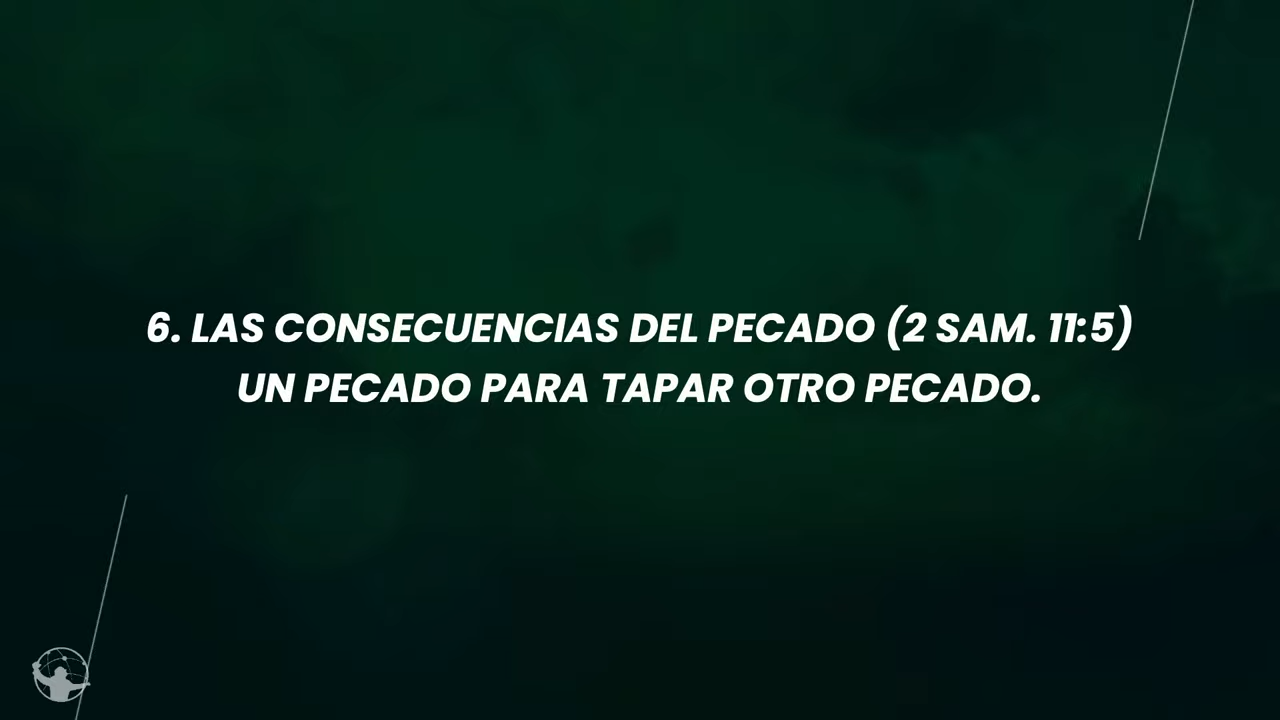 6. LAS CONSECUENCIAS DEL PECADO (2 SAM. 11:5)
UN PECADO PARA TAPAR OTRO PECADO.